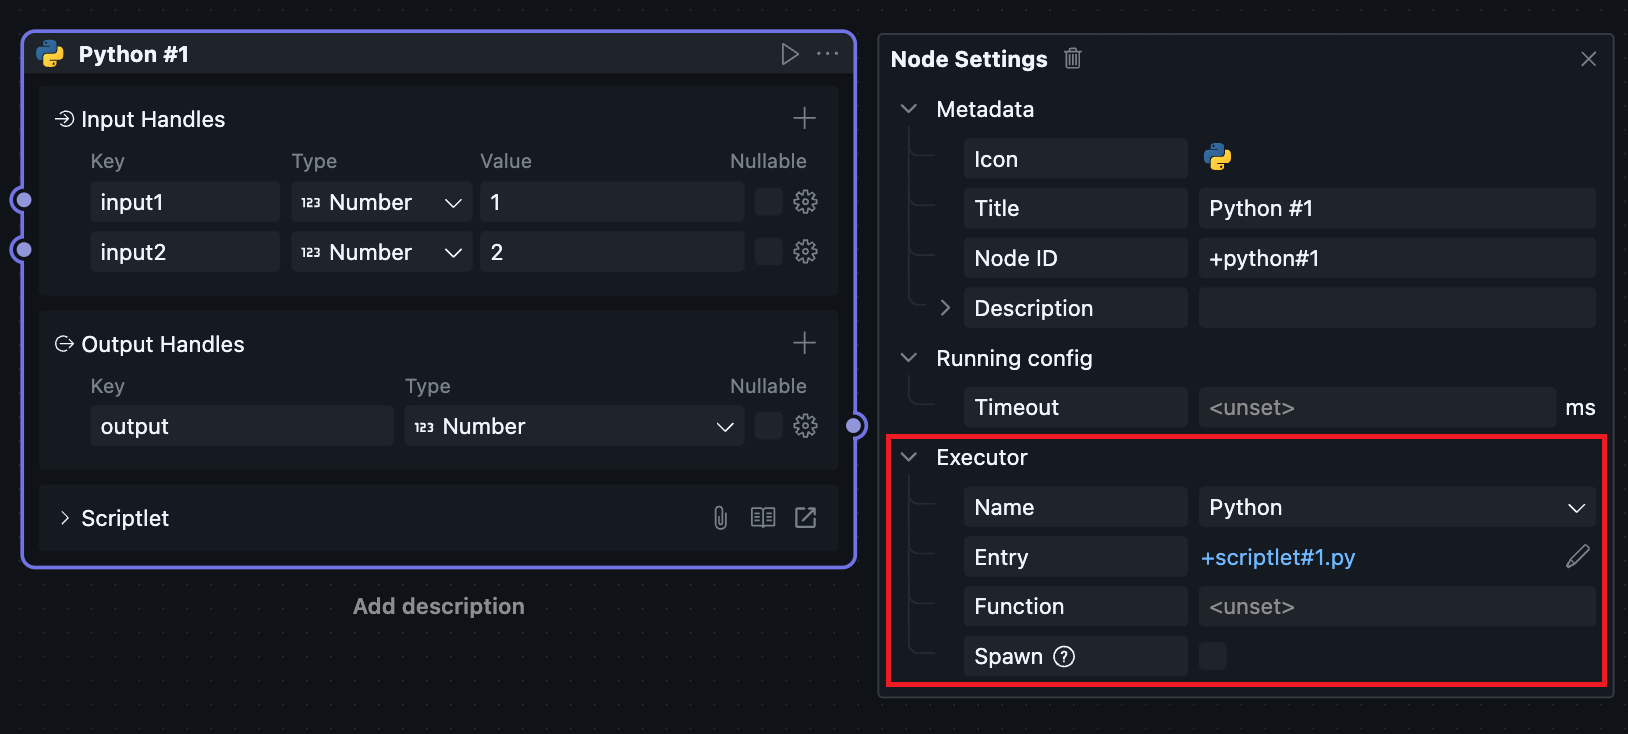 Python #1
Input Handles
Key Type Value Nullable
input1 123 Number 1
input2 123 Number 2
Output Handles
Key Type Nullable
output 123 Number
Scriptlet
Add description
Node Settings
Metadata
Icon
Title Python #1
Node ID +python#1
Description
Running config
Timeout <unset> ms
Executor
Name Python
Entry +scriptlet#1.py
Function <unset>
Spawn ?